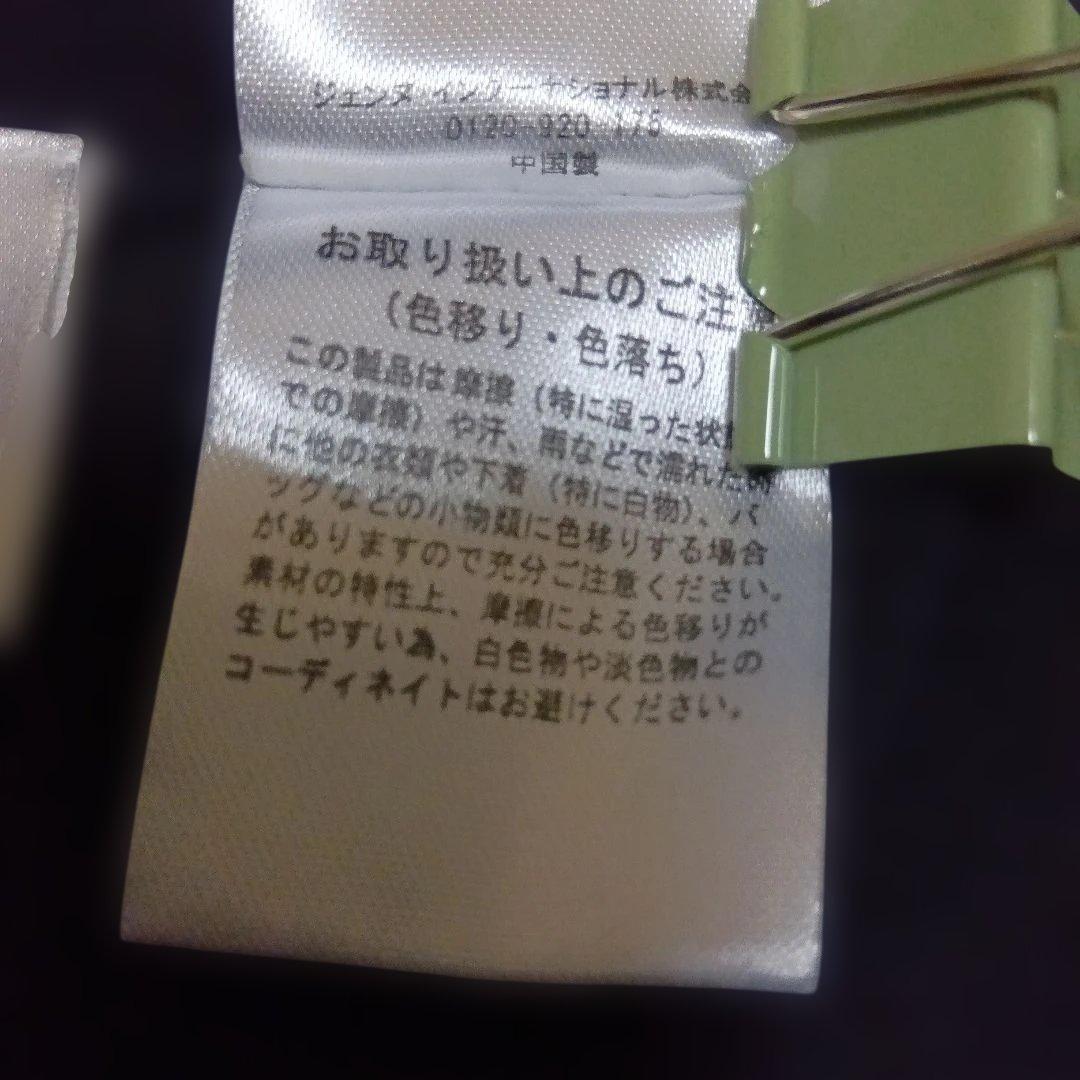 ジェンヌ インターナショナル株式会
0120-920 175
中国製
お取り扱い上のご注
(色移り・色落ち)
この製品は摩擦(特に湿った状
での摩擦)や汗、雨などで濡れた時
に他の衣類や下着(特に白物)、バ
ッグなどの小物類に色移りする場合
がありますので充分ご注意ください。
素材の特性上、摩擦による色移りが
生じやすい為、白色物や淡色物との
コーディネイトはお避けください。